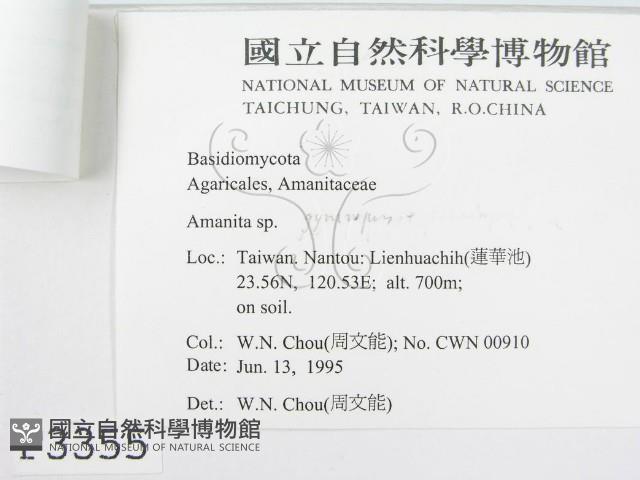 國立自然科學博物館
NATIONAL MUSEUM OF NATURAL SCIENCE
TAICHUNG, TAIWAN, R.O.CHINA
Basidiomycota
Agaricales, Amanitaceae
Amanita sp.
Loc.: Taiwan. Nantou: Lienhuachih(蓮華池)
23.56N, 120.53E; alt. 700m;
on soil.
Col.: W.N. Chou(周文能); No. CWN 00910
Date: Jun. 13, 1995
Det.: W.N. Chou(周文能)
國立自然科學博物館
NATIONAL MUSEUM OF NATURAL SCIENCE
F3355